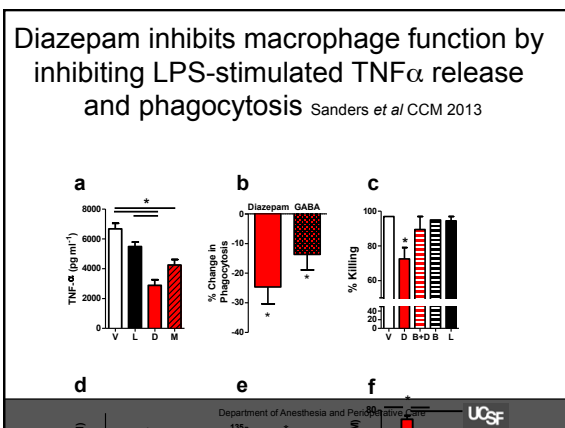 Diazepam inhibits macrophage function by
inhibiting LPS-stimulated TNFα release
and phagocytosis Sanders et al CCM 2013
a
b
c
*
8000
6000
4000
2000
0
TNF-α (pg ml⁻¹)
V L D M
Diazepam GABA
0
-10
-20
-30
-40
% Change in
Phagocytosis
*
*
100
80
60
40
20
0
% Killing
*
V D B+D B L
d
e
f
*
80
135
*
Department of Anesthesia and Perioperative Care
UCSF